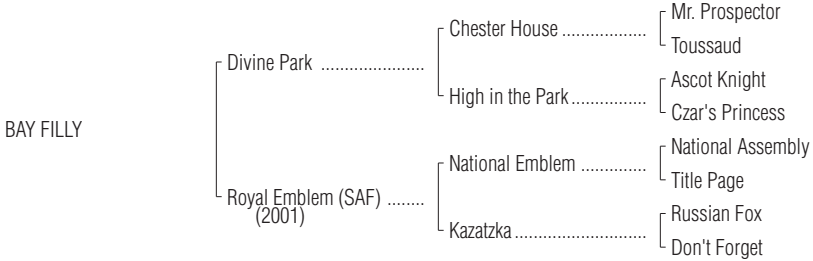 Mr. Prospector
Chester House ..................
Toussaud
Divine Park ......................
Ascot Knight
High in the Park................
Czar's Princess
BAY FILLY
National Assembly
National Emblem ..............
Title Page
Royal Emblem (SAF) ........
(2001)
Russian Fox
Kazatzka............................
Don't Forget